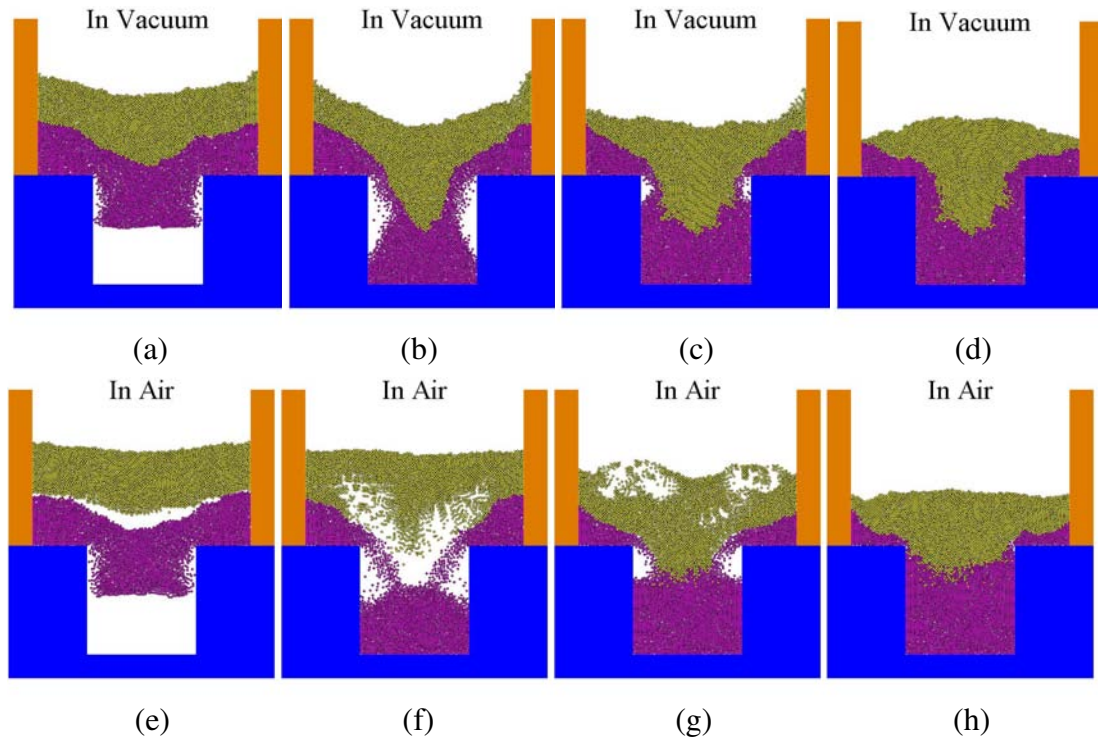 In Vacuum In Vacuum In Vacuum In Vacuum
(a) (b) (c) (d)
In Air In Air In Air In Air
(e) (f) (g) (h)